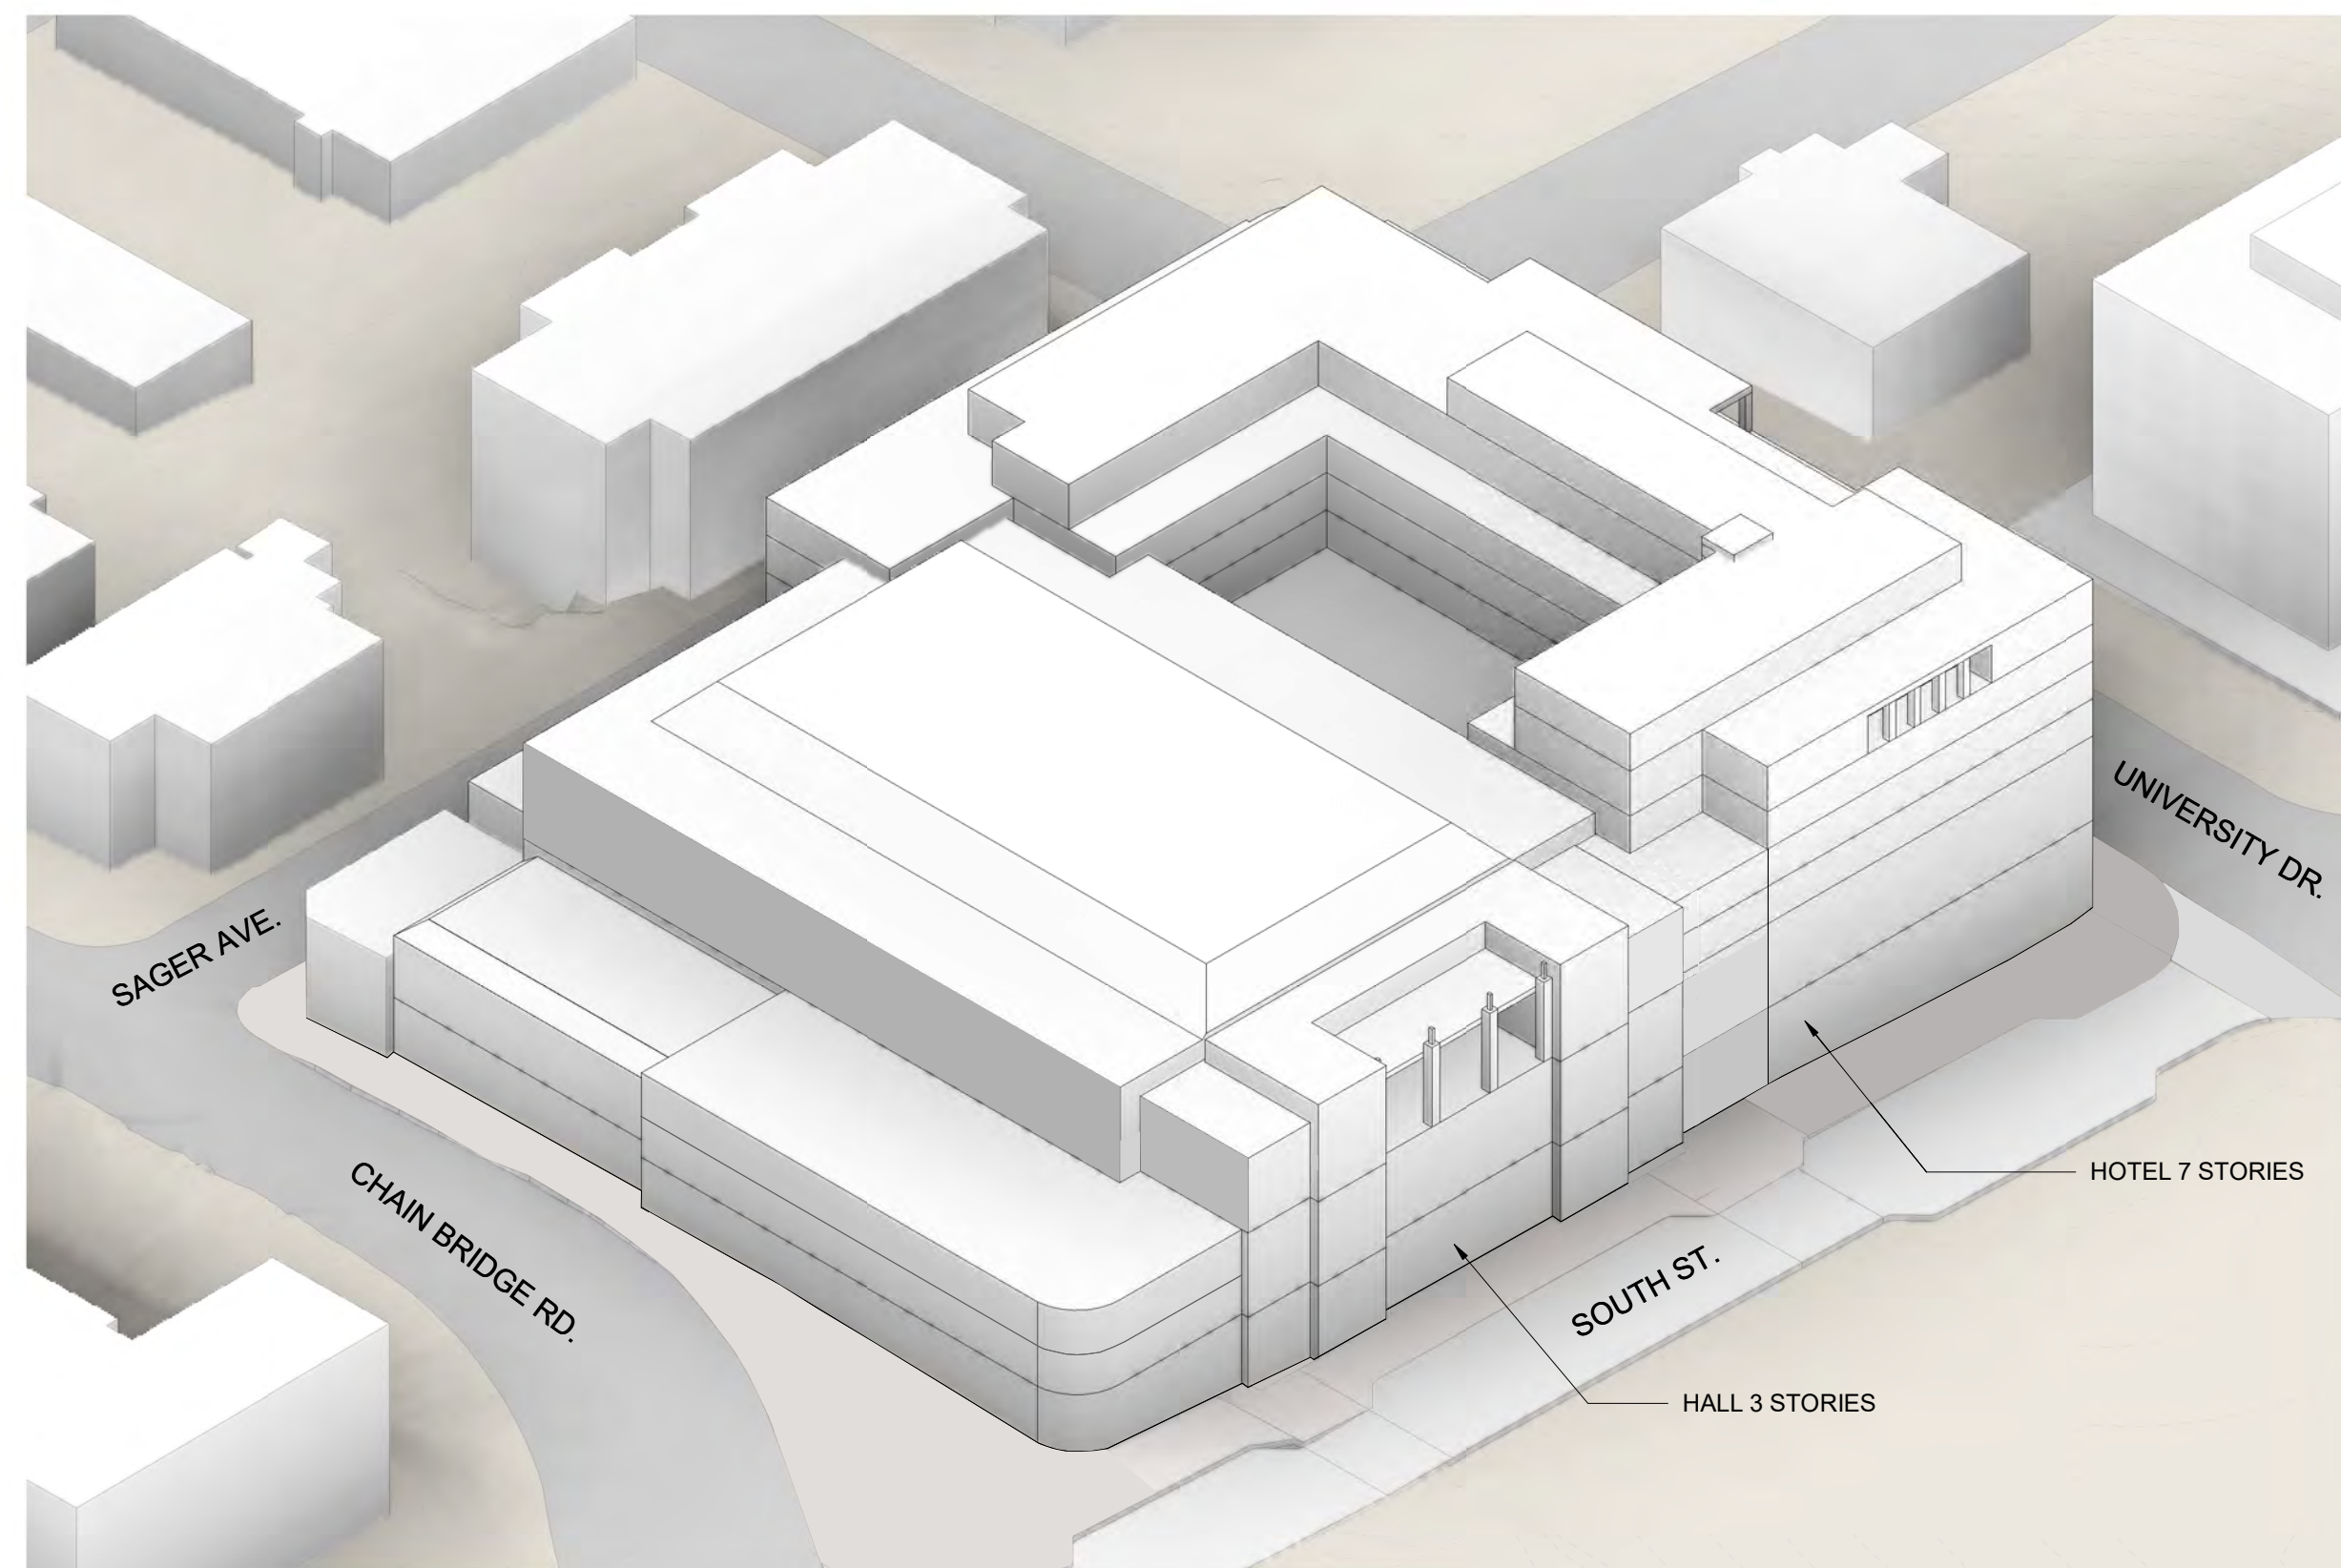 UNIVERSITY DR.
SAGER AVE.
CHAIN BRIDGE RD.
HOTEL 7 STORIES
SOUTH ST.
HALL 3 STORIES